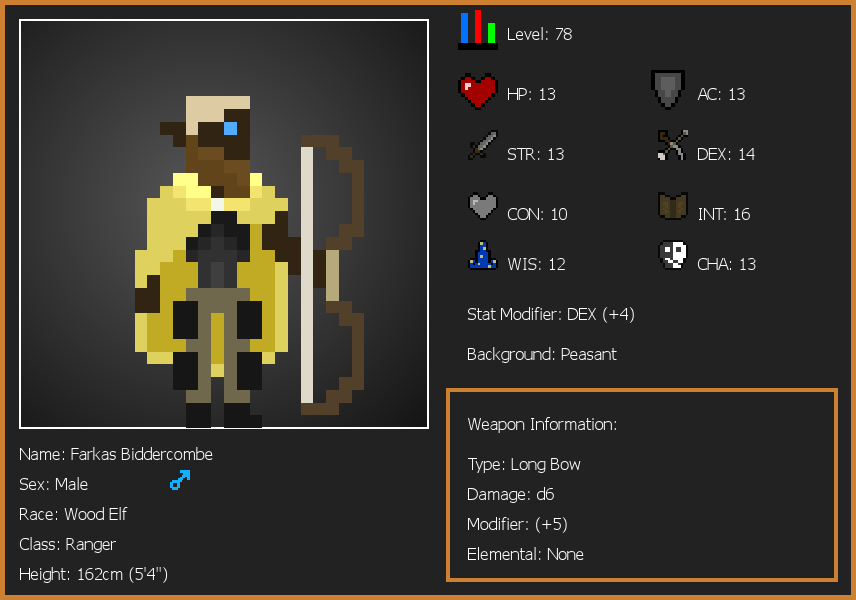 Level: 78
HP: 13
AC: 13
STR: 13
DEX: 14
CON: 10
INT: 16
WIS: 12
CHA: 13
Stat Modifier: DEX (+4)
Background: Peasant
Weapon Information:
Type: Long Bow
Damage: d6
Modifier: (+5)
Elemental: None
Name: Farkas Biddercombe
Sex: Male
Race: Wood Elf
Class: Ranger
Height: 162cm (5'4")